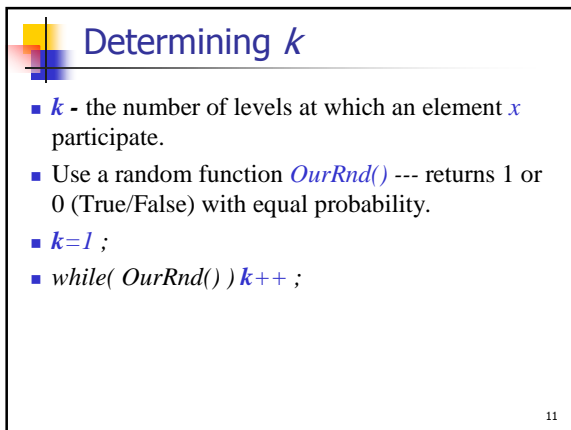 Determining k
k - the number of levels at which an element x
participate.
Use a random function OurRnd() --- returns 1 or
0 (True/False) with equal probability.
k=1 ;
while( OurRnd() ) k++ ;
11